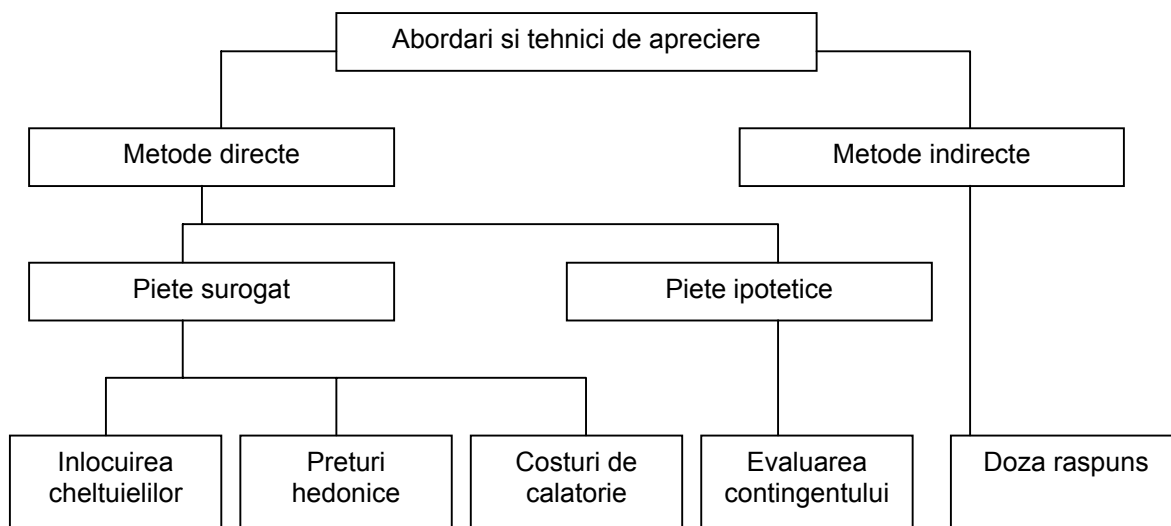 Abordari si tehnici de apreciere
Metode directe
Metode indirecte
Piete surogat
Piete ipotetice
Inlocuirea
cheltuielilor
Preturi
hedonice
Costuri de
calatorie
Evaluarea
contingentului
Doza raspuns